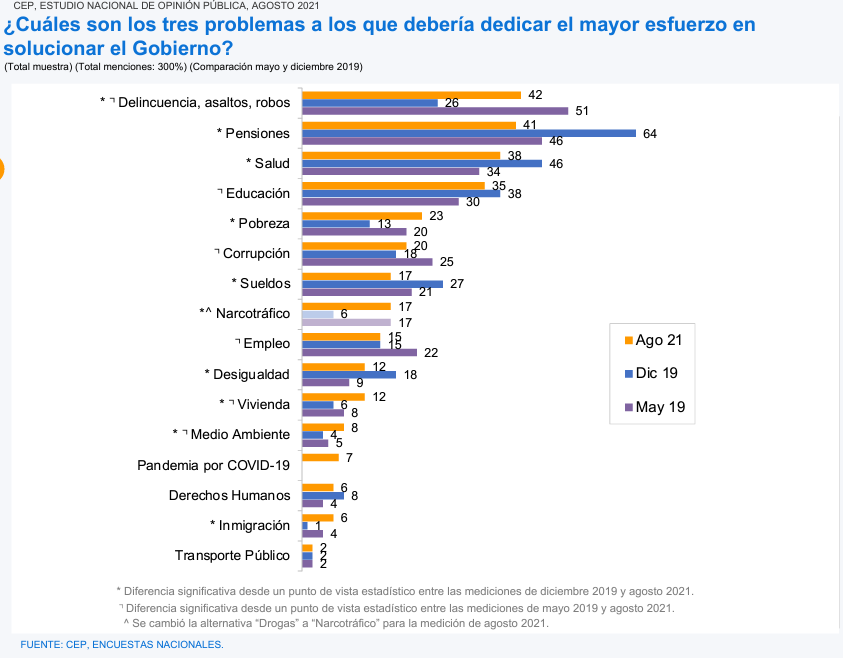 CEP, ESTUDIO NACIONAL DE OPINIÓN PÚBLICA, AGOSTO 2021
¿Cuáles son los tres problemas a los que debería dedicar el mayor esfuerzo en
solucionar el Gobierno?
(Total muestra) (Total menciones: 300%) (Comparación mayo y diciembre 2019)
* ¬ Delincuencia, asaltos, robos
42
26
51
* Pensiones
41
64
46
* Salud
38
46
34
¬ Educación
35
38
30
* Pobreza
23
13
20
¬ Corrupción
20
18
25
* Sueldos
17
27
21
*^ Narcotráfico
17
6
17
¬ Empleo
15
15
22
* Desigualdad
12
18
9
* ¬ Vivienda
12
6
8
* ¬ Medio Ambiente
8
4
5
Pandemia por COVID-19
7
Derechos Humanos
6
8
4
* Inmigración
6
1
4
Transporte Público
2
2
2
Ago 21
Dic 19
May 19
* Diferencia significativa desde un punto de vista estadístico entre las mediciones de diciembre 2019 y agosto 2021.
¬ Diferencia significativa desde un punto de vista estadístico entre las mediciones de mayo 2019 y agosto 2021.
^ Se cambió la alternativa “Drogas” a “Narcotráfico” para la medición de agosto 2021.
FUENTE: CEP, ENCUESTAS NACIONALES.